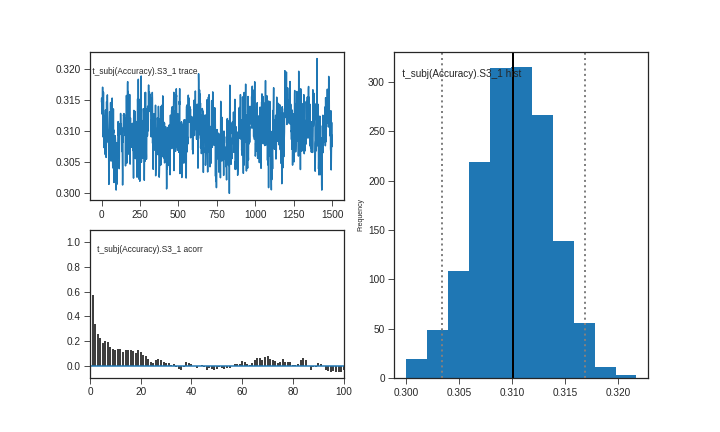 t_subj(Accuracy).S3_1 trace
0.320
0.315
0.310
0.305
0.300
0 250 500 750 1000 1250 1500
t_subj(Accuracy).S3_1 acorr
1.0
0.8
0.6
0.4
0.2
0.0
0 20 40 60 80 100
t_subj(Accuracy).S3_1 hist
Frequency
300
250
200
150
100
50
0
0.300 0.305 0.310 0.315 0.320